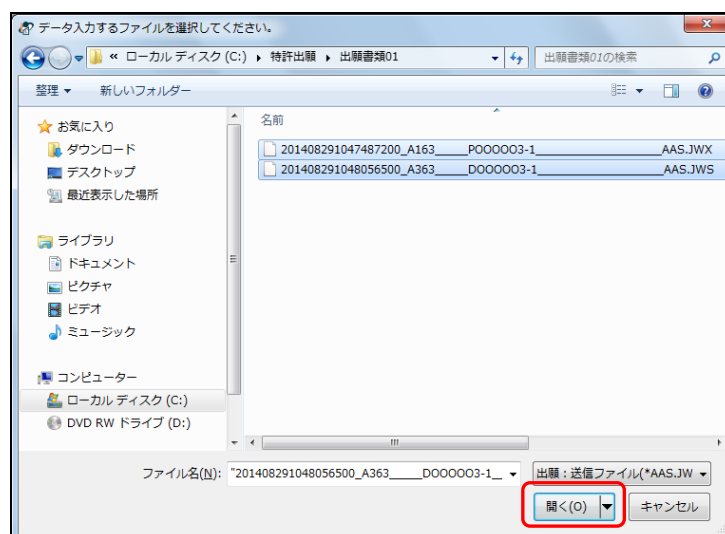 データ入力するファイルを選択してください。
« ローカル ディスク (C:) ▸ 特許出願 ▸ 出願書類01
出願書類01の検索
整理 ▼ 新しいフォルダー
お気に入り
ダウンロード
デスクトップ
最近表示した場所
ライブラリ
ドキュメント
ピクチャ
ビデオ
ミュージック
コンピューター
ローカル ディスク (C:)
DVD RW ドライブ (D:)
名前
201408291047487200_A163_____POOOOO3-1___________________AAS.JWX
201408291048056500_A363_____DOOOOO3-1___________________AAS.JWS
ファイル名(N): "201408291048056500_A363_____DOOOOO3-1__
出願：送信ファイル(*AAS.JW
開く(O) キャンセル